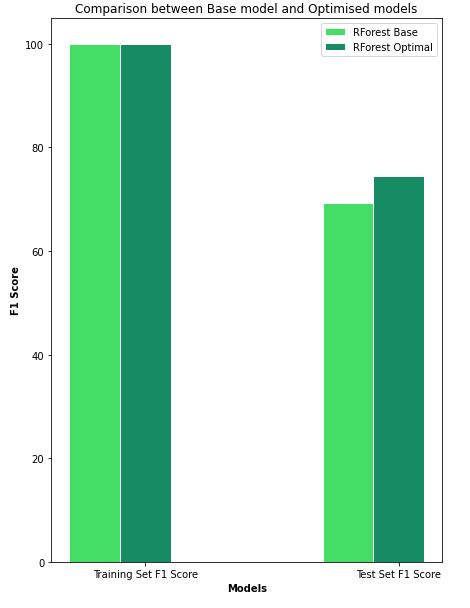 Comparison between Base model and Optimised models
RForest Base
RForest Optimal
100
80
60
40
20
0
F1 Score
Training Set F1 Score
Test Set F1 Score
Models